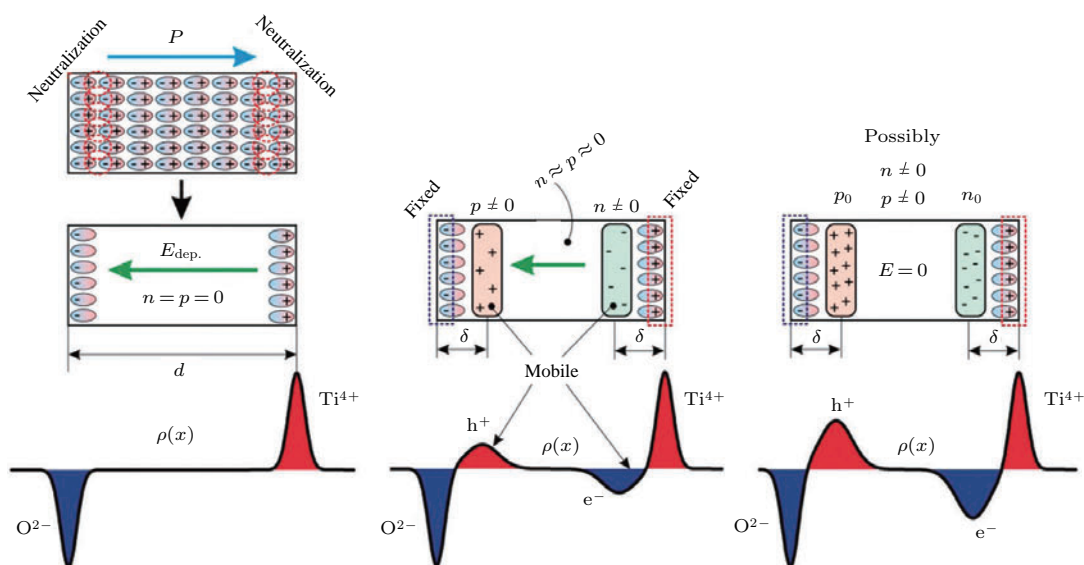 Neutralization
P
Neutralization
E_dep.
n = p = 0
d
ρ(x)
Ti⁴⁺
O²⁻
Fixed
p ≠ 0
n ≈ p ≈ 0
n ≠ 0
Fixed
δ
δ
Mobile
h⁺
ρ(x)
e⁻
Ti⁴⁺
O²⁻
Possibly
n ≠ 0
p₀
p ≠ 0
n₀
E = 0
δ
δ
h⁺
ρ(x)
e⁻
Ti⁴⁺
O²⁻